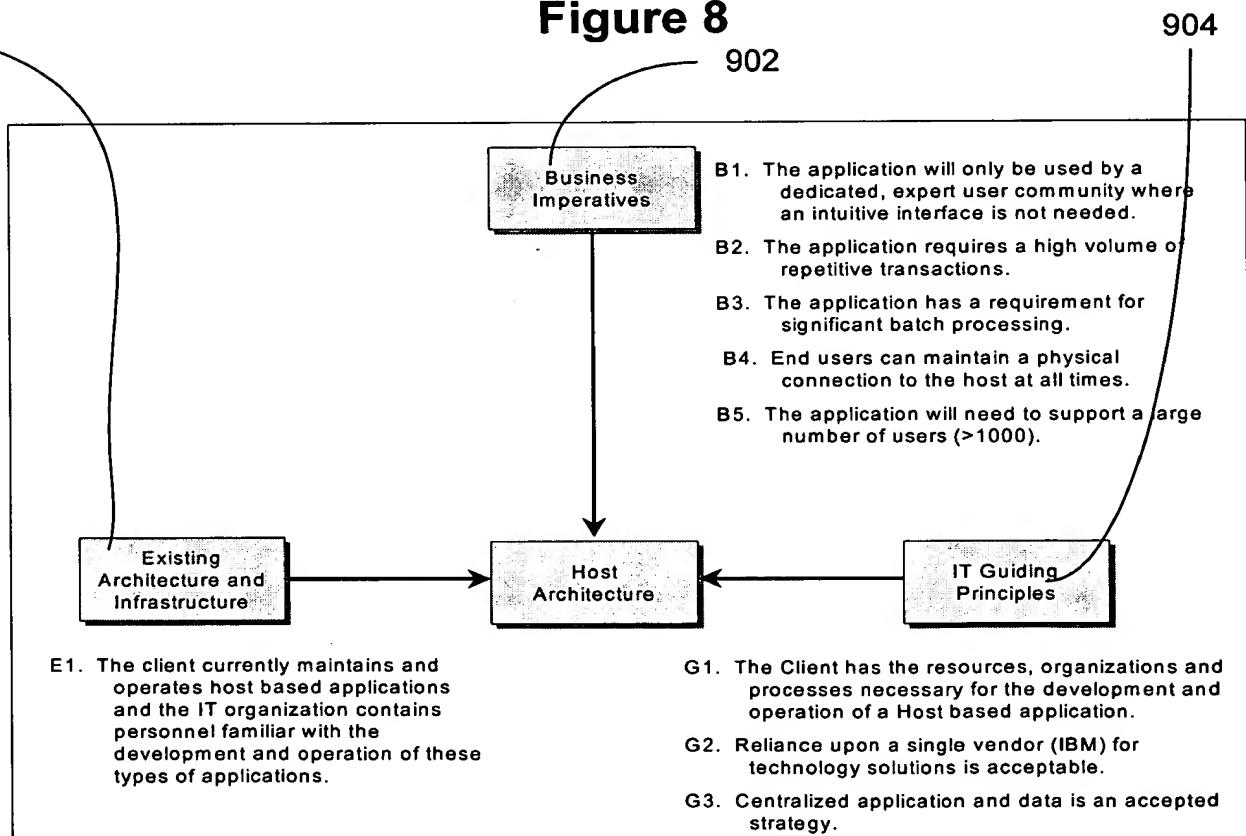 Figure 8
902
904
Business
Imperatives
B1. The application will only be used by a
dedicated, expert user community where
an intuitive interface is not needed.
B2. The application requires a high volume of
repetitive transactions.
B3. The application has a requirement for
significant batch processing.
B4. End users can maintain a physical
connection to the host at all times.
B5. The application will need to support a large
number of users (>1000).
Existing
Architecture and
Infrastructure
Host
Architecture
IT Guiding
Principles
E1. The client currently maintains and
operates host based applications
and the IT organization contains
personnel familiar with the
development and operation of these
types of applications.
G1. The Client has the resources, organizations and
processes necessary for the development and
operation of a Host based application.
G2. Reliance upon a single vendor (IBM) for
technology solutions is acceptable.
G3. Centralized application and data is an accepted
strategy.